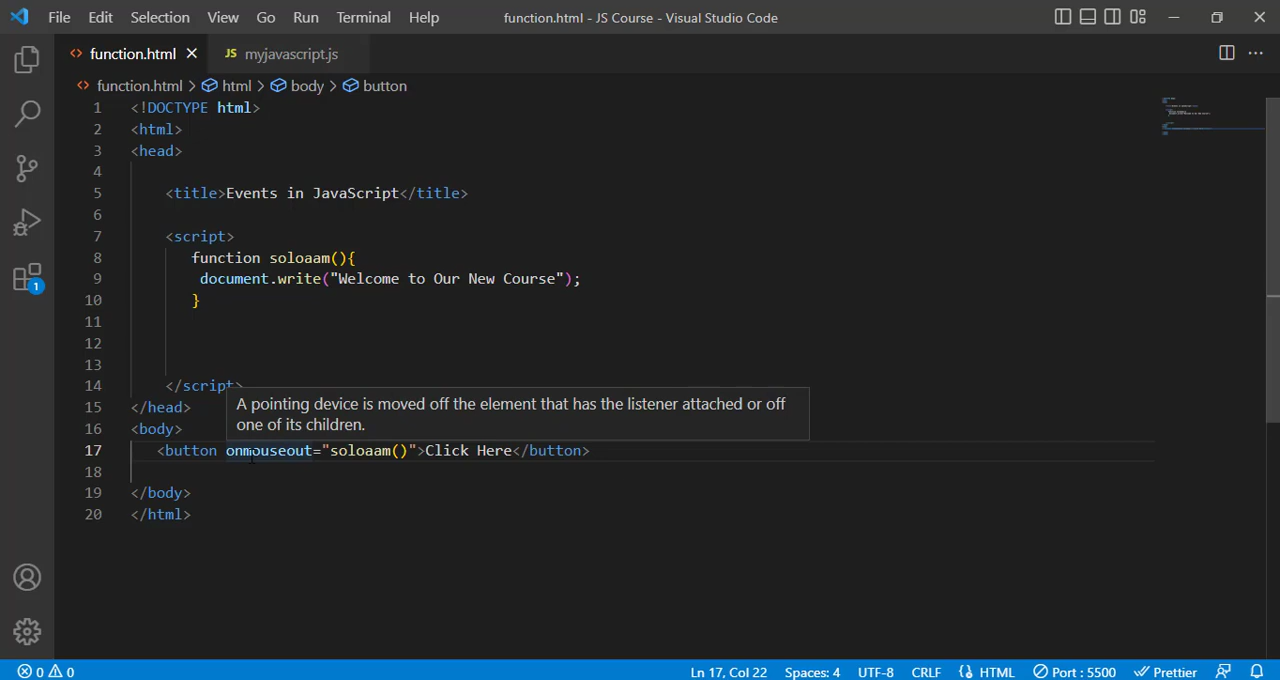 File Edit Selection View Go Run Terminal Help function.html - JS Course - Visual Studio Code
function.html JS myjavascript.js
function.html > html > body > button
1 <!DOCTYPE html>
2 <html>
3 <head>
4
5 <title>Events in JavaScript</title>
6
7 <script>
8 function soloaam(){
9 document.write("Welcome to Our New Course");
10 }
11
12
13
14 </script>
15 </head>
A pointing device is moved off the element that has the listener attached or off
one of its children.
16 <body>
17 <button onmouseout="soloaam()">Click Here</button>
18
19 </body>
20 </html>
1
0 0 Ln 17, Col 22 Spaces: 4 UTF-8 CRLF HTML Port : 5500 Prettier